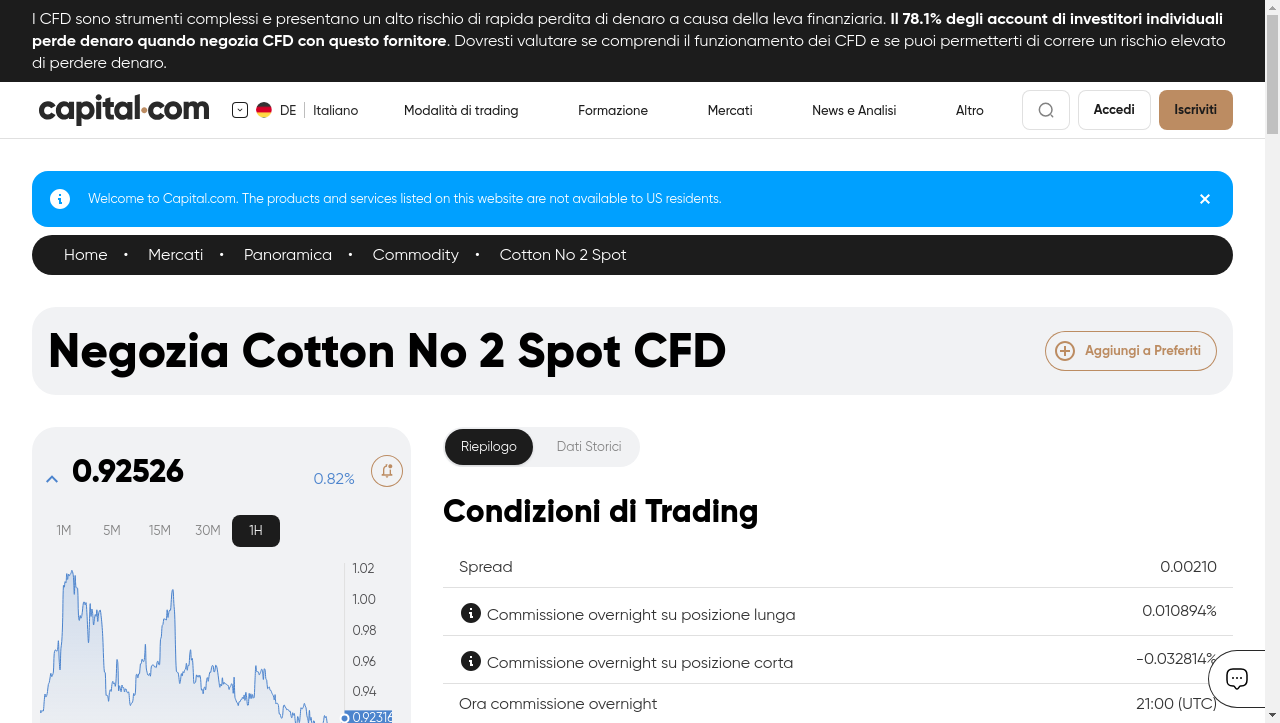 I CFD sono strumenti complessi e presentano un alto rischio di rapida perdita di denaro a causa della leva finanziaria. Il 78.1% degli account di investitori individuali
perde denaro quando negozia CFD con questo fornitore. Dovresti valutare se comprendi il funzionamento dei CFD e se puoi permetterti di correre un rischio elevato
di perdere denaro.
capital.com DE Italiano Modalità di trading Formazione Mercati News e Analisi Altro Accedi Iscriviti
Welcome to Capital.com. The products and services listed on this website are not available to US residents.
Home • Mercati • Panoramica • Commodity • Cotton No 2 Spot
Negozia Cotton No 2 Spot CFD
Aggiungi a Preferiti
0.92526
0.82%
1M 5M 15M 30M 1H
1.02
1.00
0.98
0.96
0.94
0.92316
Riepilogo Dati Storici
Condizioni di Trading
Spread 0.00210
Commissione overnight su posizione lunga 0.010894%
Commissione overnight su posizione corta -0.032814%
Ora commissione overnight 21:00 (UTC)